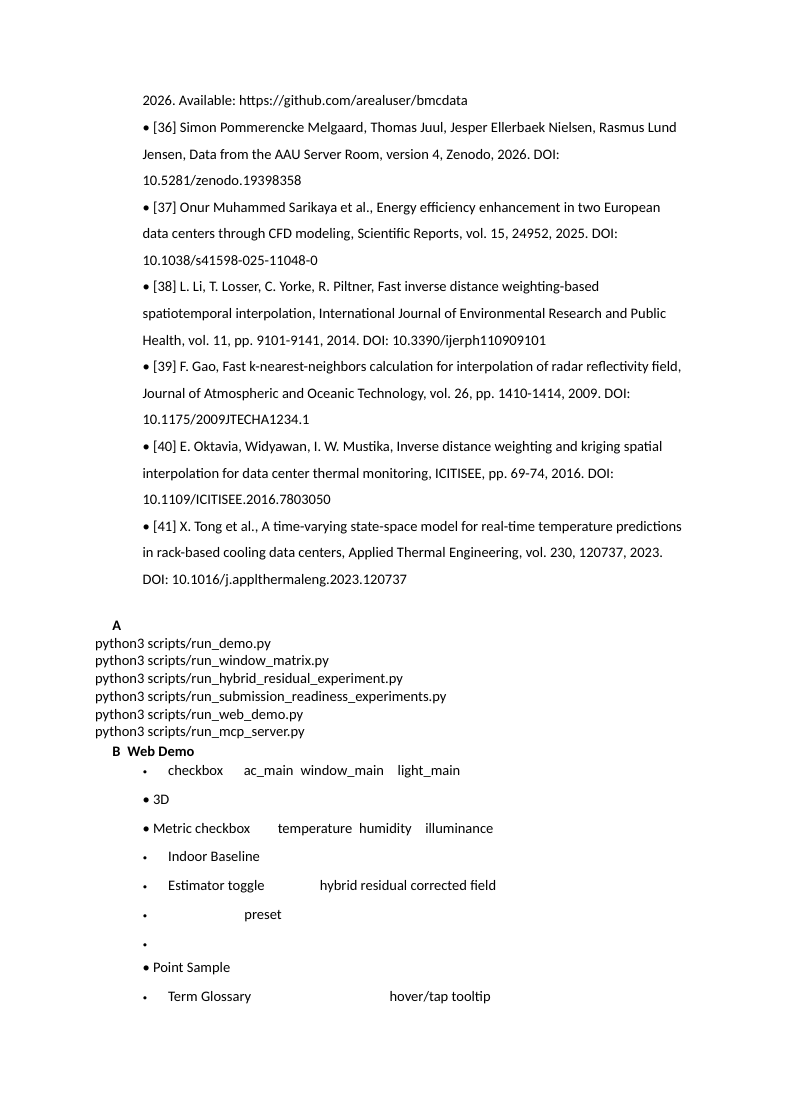 2026. Available: https://github.com/arealuser/bmcdata
• [36] Simon Pommerencke Melgaard, Thomas Juul, Jesper Ellerbaek Nielsen, Rasmus Lund
Jensen, Data from the AAU Server Room, version 4, Zenodo, 2026. DOI:
10.5281/zenodo.19398358
• [37] Onur Muhammed Sarikaya et al., Energy efficiency enhancement in two European
data centers through CFD modeling, Scientific Reports, vol. 15, 24952, 2025. DOI:
10.1038/s41598-025-11048-0
• [38] L. Li, T. Losser, C. Yorke, R. Piltner, Fast inverse distance weighting-based
spatiotemporal interpolation, International Journal of Environmental Research and Public
Health, vol. 11, pp. 9101-9141, 2014. DOI: 10.3390/ijerph110909101
• [39] F. Gao, Fast k-nearest-neighbors calculation for interpolation of radar reflectivity field,
Journal of Atmospheric and Oceanic Technology, vol. 26, pp. 1410-1414, 2009. DOI:
10.1175/2009JTECHA1234.1
• [40] E. Oktavia, Widyawan, I. W. Mustika, Inverse distance weighting and kriging spatial
interpolation for data center thermal monitoring, ICITISEE, pp. 69-74, 2016. DOI:
10.1109/ICITISEE.2016.7803050
• [41] X. Tong et al., A time-varying state-space model for real-time temperature predictions
in rack-based cooling data centers, Applied Thermal Engineering, vol. 230, 120737, 2023.
DOI: 10.1016/j.applthermaleng.2023.120737
A
python3 scripts/run_demo.py
python3 scripts/run_window_matrix.py
python3 scripts/run_hybrid_residual_experiment.py
python3 scripts/run_submission_readiness_experiments.py
python3 scripts/run_web_demo.py
python3 scripts/run_mcp_server.py
B Web Demo
• checkbox ac_main window_main light_main
• 3D
• Metric checkbox temperature humidity illuminance
• Indoor Baseline
• Estimator toggle hybrid residual corrected field
• preset
•
• Point Sample
• Term Glossary hover/tap tooltip